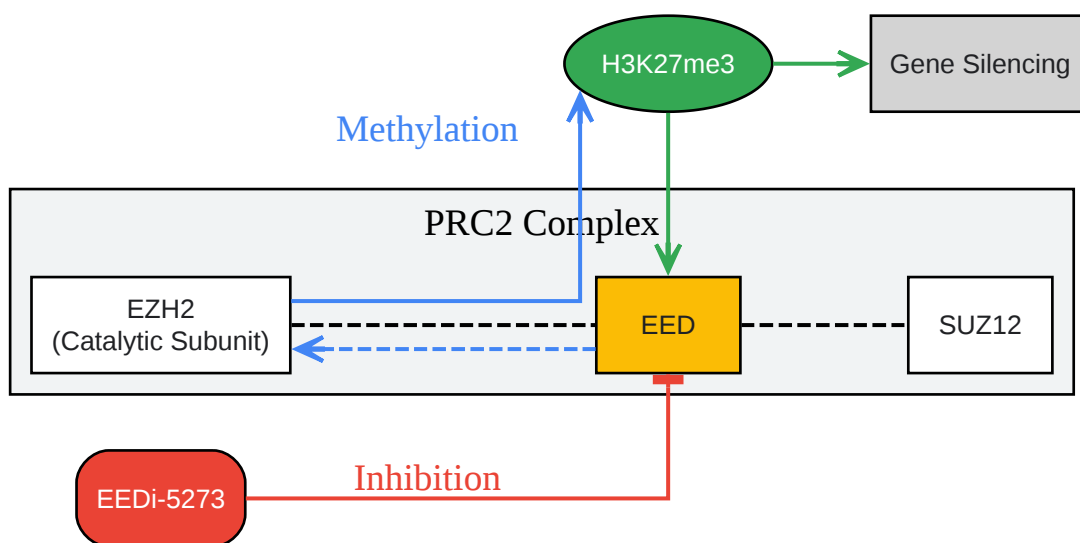 H3K27me3
Gene Silencing
Methylation
PRC2 Complex
EZH2
(Catalytic Subunit)
EED
SUZ12
Inhibition
EEDi-5273